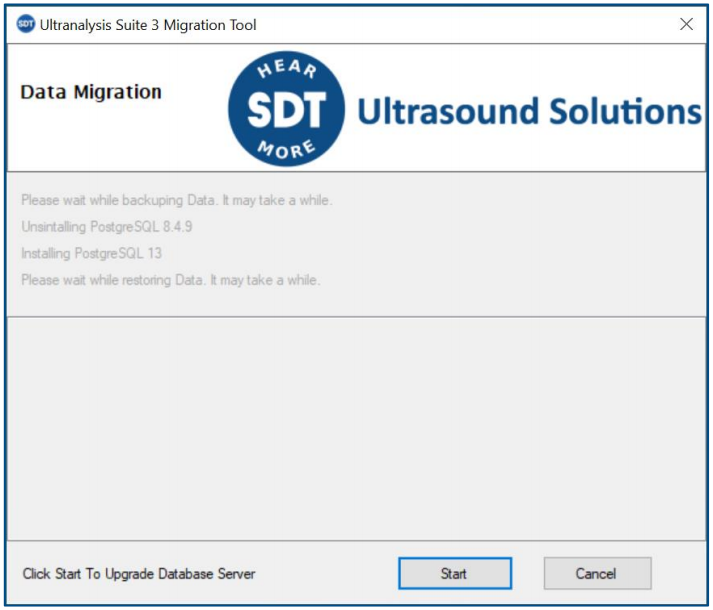 SDT Ultranalysis Suite 3 Migration Tool
Data Migration
HEAR
SDT
MORE
Ultrasound Solutions
Please wait while backuping Data. It may take a while.
Unsintalling PostgreSQL 8.4.9
Installing PostgreSQL 13
Please wait while restoring Data. It may take a while.
Click Start To Upgrade Database Server
Start
Cancel